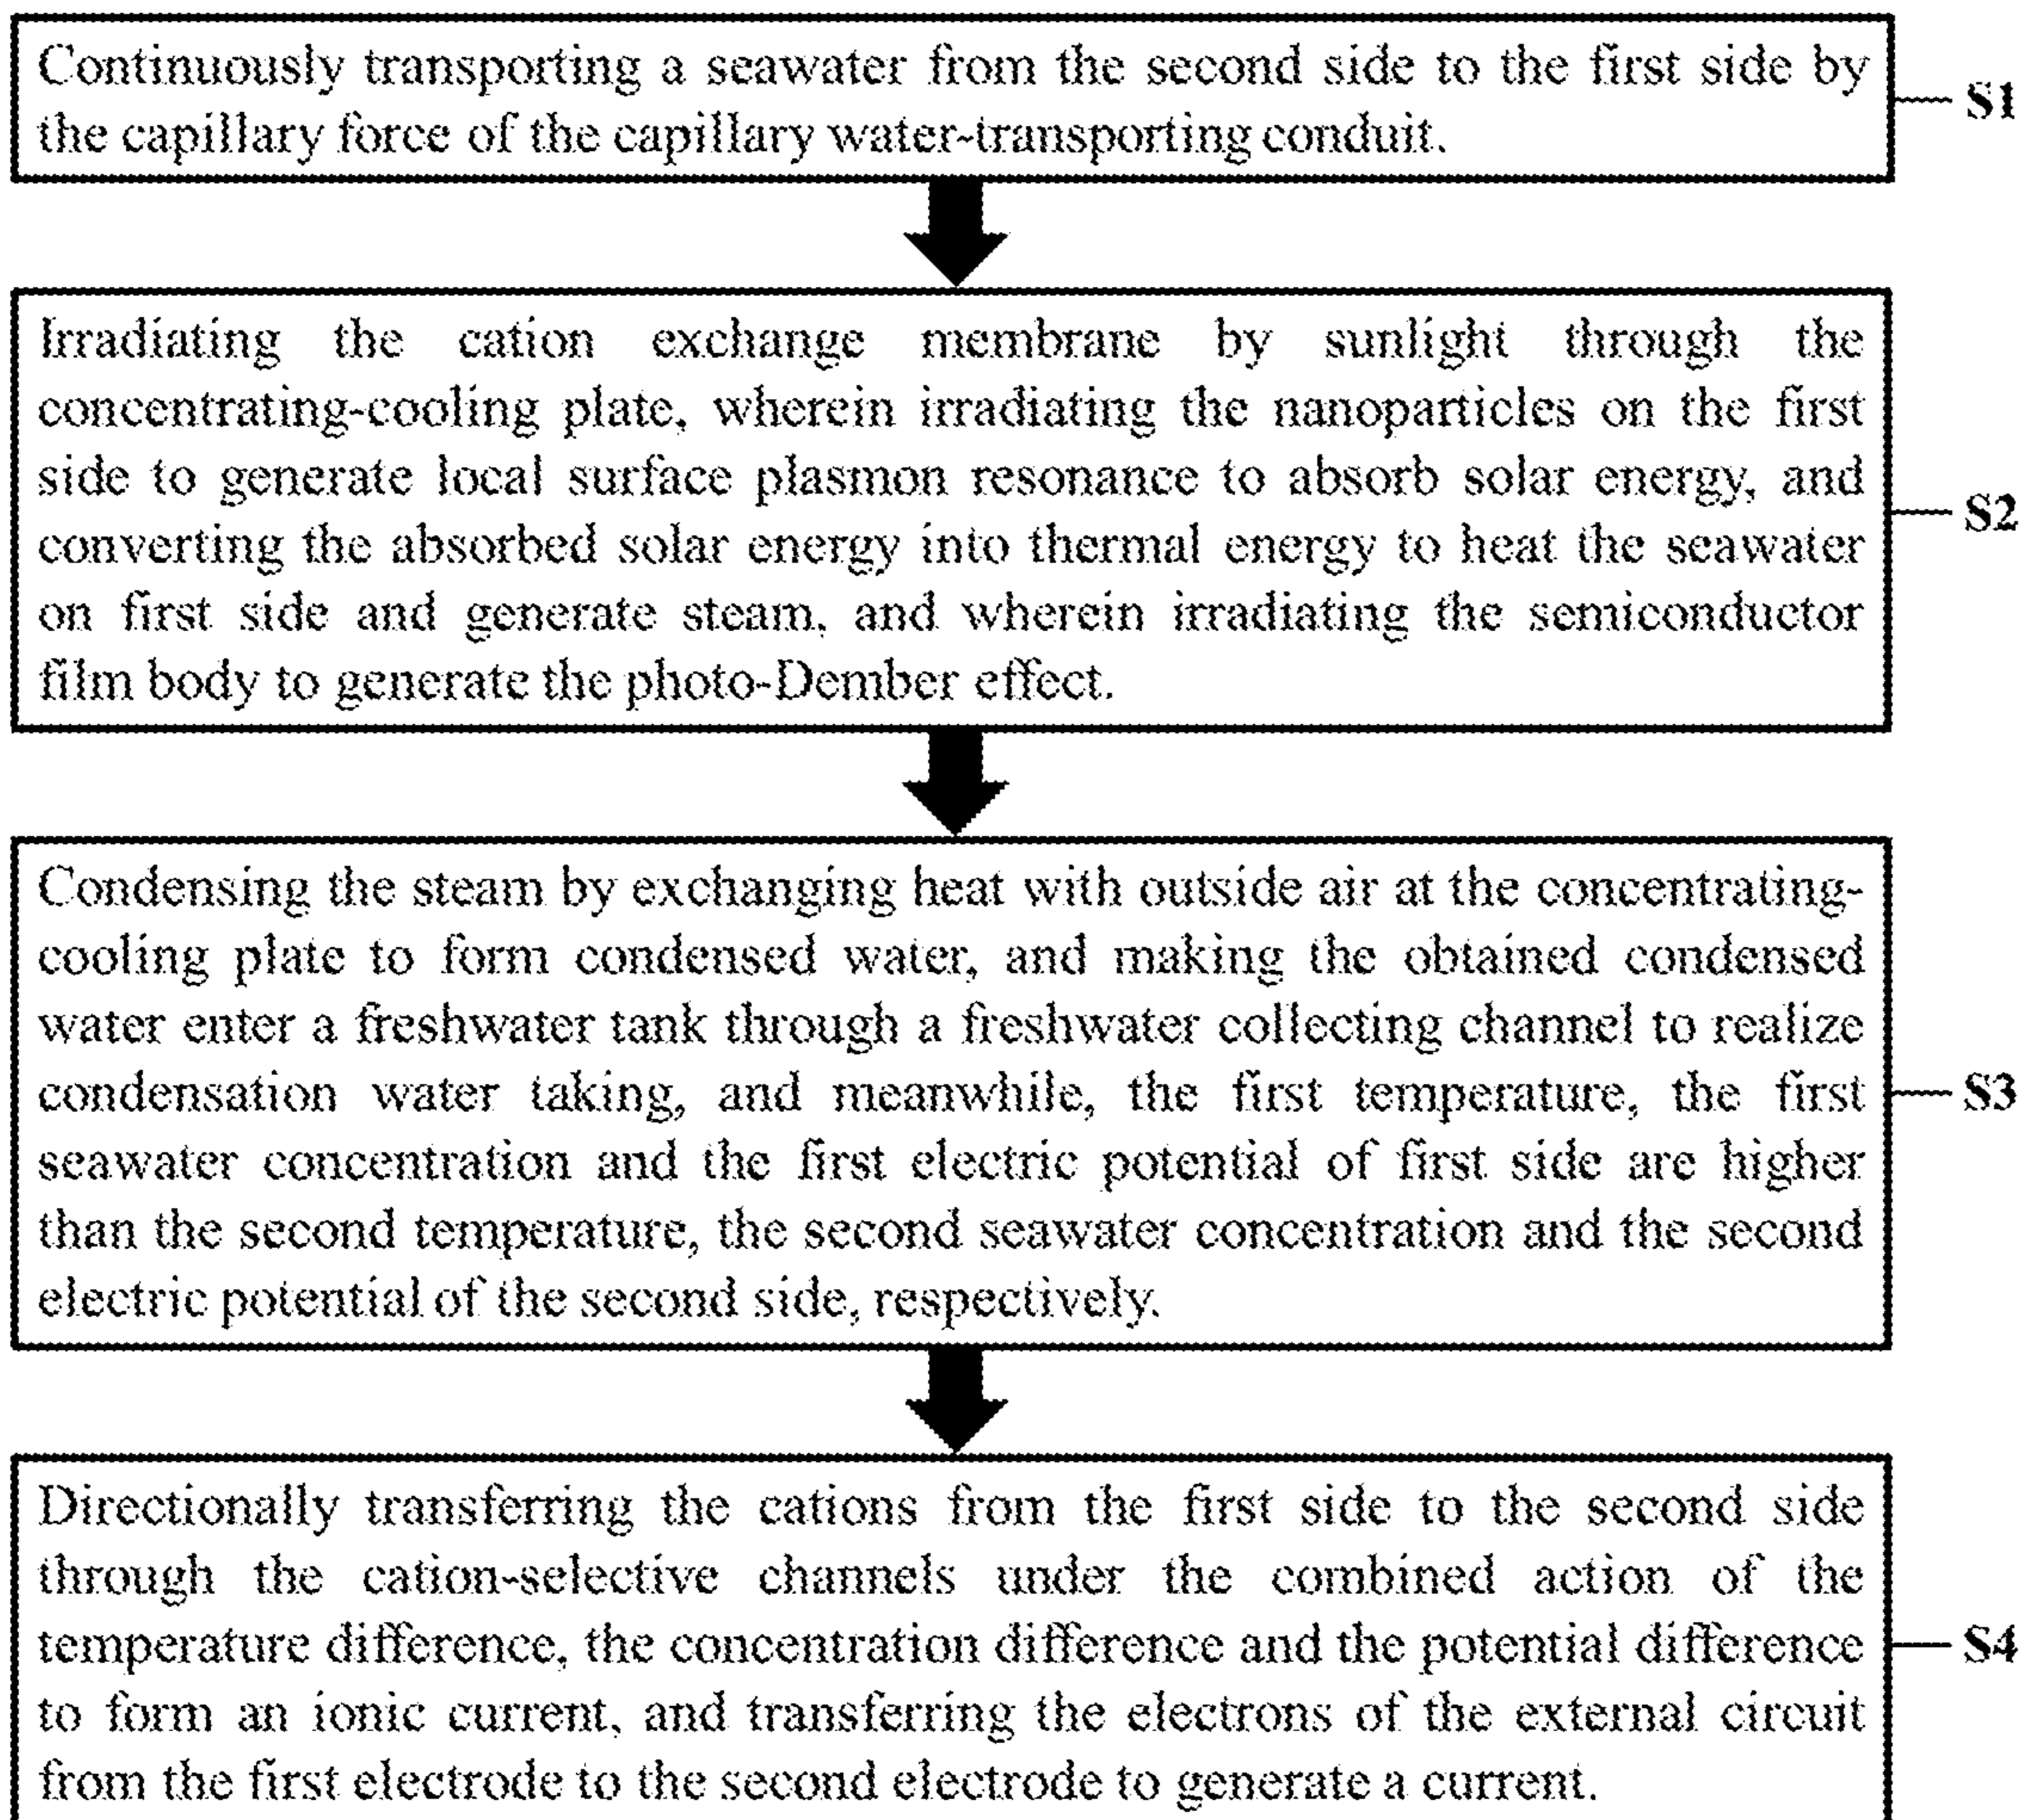 Continuously transporting a seawater from the second side to the first side by
the capillary force of the capillary water-transporting conduit.
S1
Irradiating the cation exchange membrane by sunlight through the
concentrating-cooling plate, wherein irradiating the nanoparticles on the first
side to generate local surface plasmon resonance to absorb solar energy, and
converting the absorbed solar energy into thermal energy to heat the seawater
on first side and generate steam, and wherein irradiating the semiconductor
film body to generate the photo-Dember effect.
S2
Condensing the steam by exchanging heat with outside air at the concentrating-
cooling plate to form condensed water, and making the obtained condensed
water enter a freshwater tank through a freshwater collecting channel to realize
condensation water taking, and meanwhile, the first temperature, the first
seawater concentration and the first electric potential of first side are higher
than the second temperature, the second seawater concentration and the second
electric potential of the second side, respectively.
S3
Directionally transferring the cations from the first side to the second side
through the cation-selective channels under the combined action of the
temperature difference, the concentration difference and the potential difference
to form an ionic current, and transferring the electrons of the external circuit
from the first electrode to the second electrode to generate a current.
S4